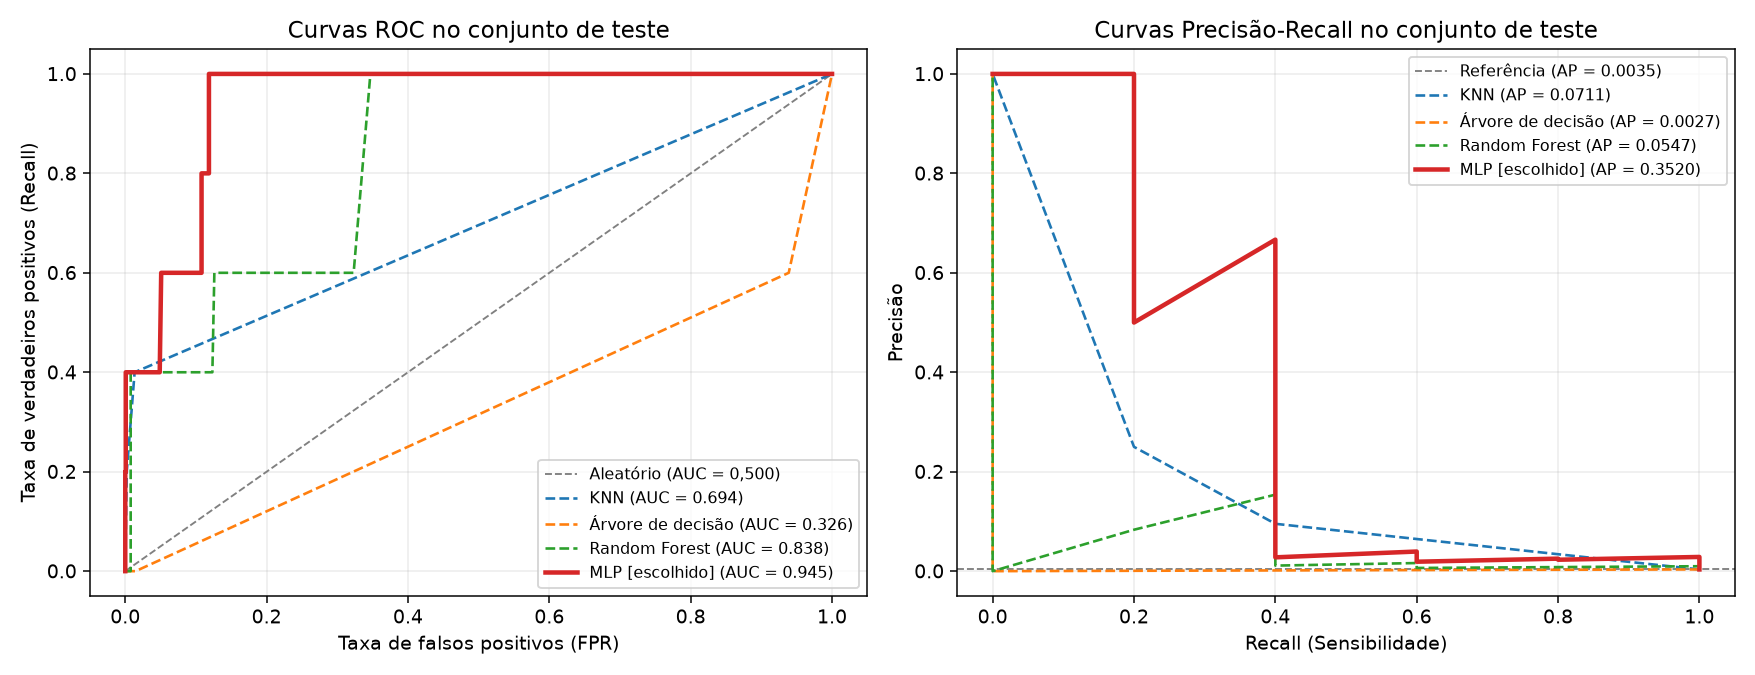 Curvas ROC no conjunto de teste
Taxa de verdadeiros positivos (Recall)
1.0
0.8
0.6
0.4
0.2
0.0
0.0 0.2 0.4 0.6 0.8 1.0
Taxa de falsos positivos (FPR)
Aleatório (AUC = 0,500)
KNN (AUC = 0.694)
Árvore de decisão (AUC = 0.326)
Random Forest (AUC = 0.838)
MLP [escolhido] (AUC = 0.945)
Curvas Precisão-Recall no conjunto de teste
Precisão
1.0
0.8
0.6
0.4
0.2
0.0
0.0 0.2 0.4 0.6 0.8 1.0
Recall (Sensibilidade)
Referência (AP = 0.0035)
KNN (AP = 0.0711)
Árvore de decisão (AP = 0.0027)
Random Forest (AP = 0.0547)
MLP [escolhido] (AP = 0.3520)